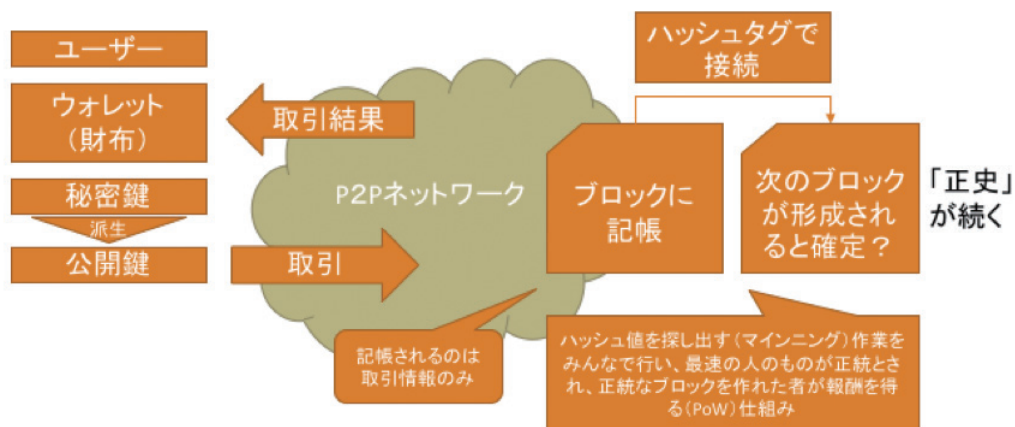 ユーザー
ウォレット
（財布）
秘密鍵
派生
公開鍵
取引結果
取引
P2Pネットワーク
ハッシュタグで
接続
ブロックに
記帳
次のブロック
が形成され
ると確定？
「正史」
が続く
記帳されるのは
取引情報のみ
ハッシュ値を探し出す（マインニング）作業を
みんなで行い、最速の人のものが正統とさ
れ、正統なブロックを作れた者が報酬を得
る（PoW）仕組み